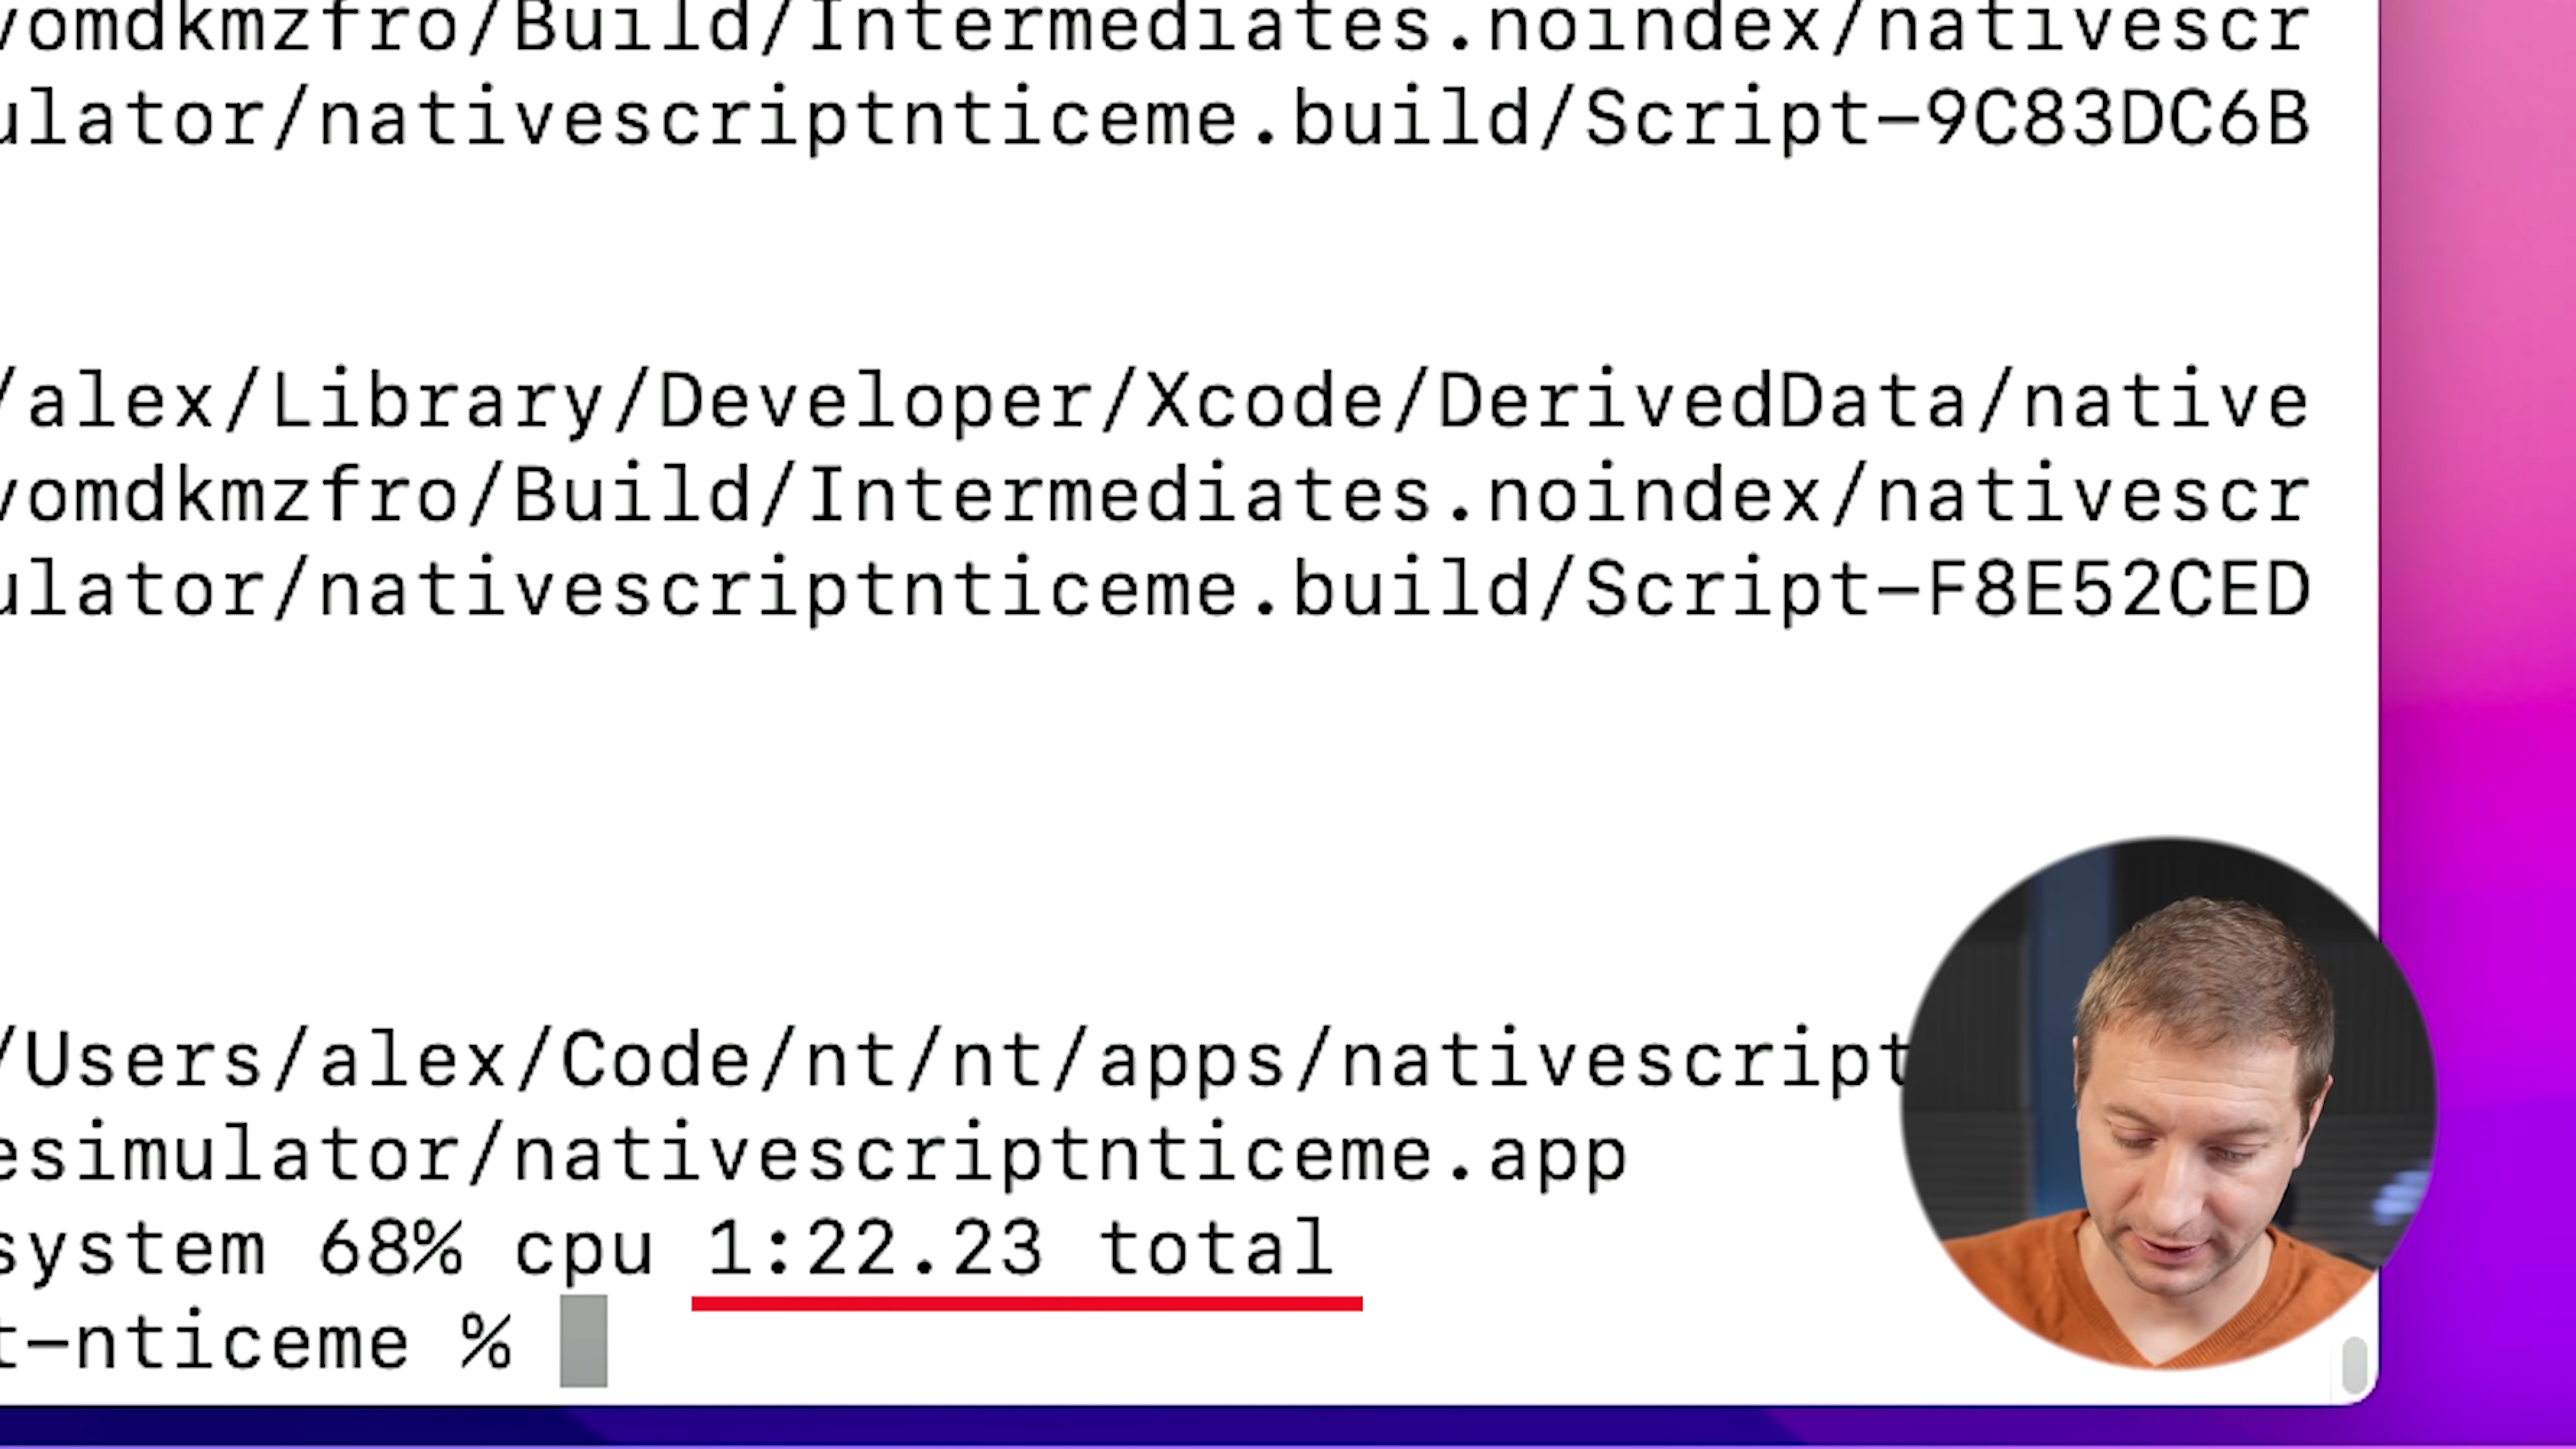 vomdkmzfro/Build/Intermediates.noindex/nativescr
ulator/nativescriptnticeme.build/Script-9C83DC6B
/alex/Library/Developer/Xcode/DerivedData/native
vomdkmzfro/Build/Intermediates.noindex/nativescr
ulator/nativescriptnticeme.build/Script-F8E52CED
/Users/alex/Code/nt/nt/apps/nativescript
esimulator/nativescriptnticeme.app
system 68% cpu 1:22.23 total
t-nticeme %